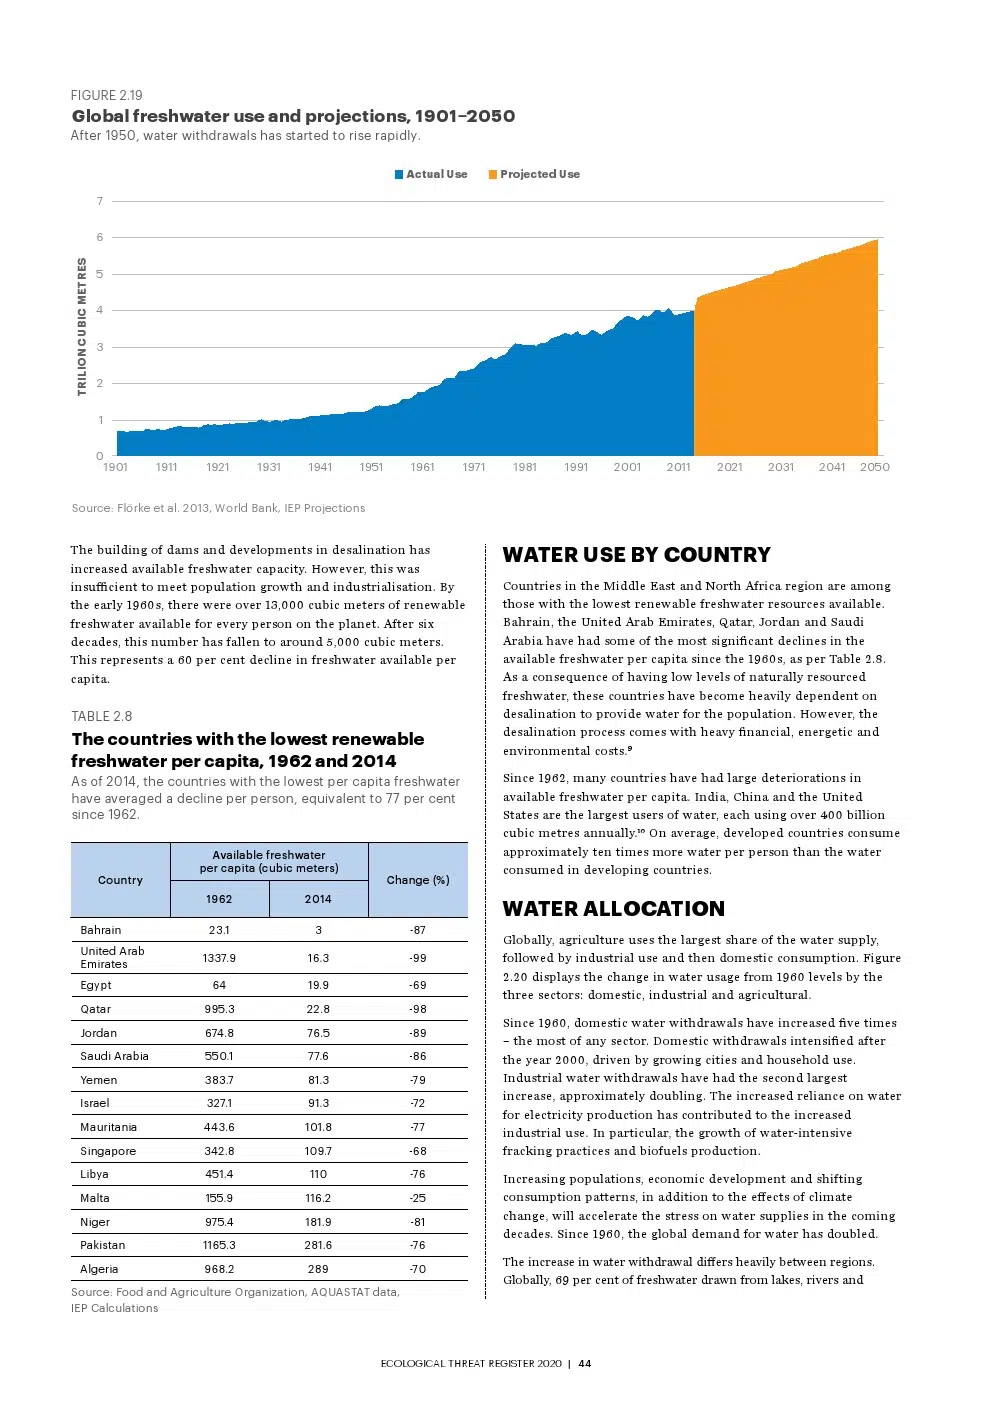 FIGURE 2.19
Global freshwater use and projections, 1901–2050
After 1950, water withdrawals has started to rise rapidly.
Actual Use Projected Use
TRILION CUBIC METRES
7
6
5
4
3
2
1
0
1901 1911 1921 1931 1941 1951 1961 1971 1981 1991 2001 2011 2021 2031 2041 2050
Source: Flörke et al. 2013, World Bank, IEP Projections
The building of dams and developments in desalination has
increased available freshwater capacity. However, this was
insufficient to meet population growth and industrialisation. By
the early 1960s, there were over 13,000 cubic meters of renewable
freshwater available for every person on the planet. After six
decades, this number has fallen to around 5,000 cubic meters.
This represents a 60 per cent decline in freshwater available per
capita.
TABLE 2.8
The countries with the lowest renewable
freshwater per capita, 1962 and 2014
As of 2014, the countries with the lowest per capita freshwater
have averaged a decline per person, equivalent to 77 per cent
since 1962.
Country
Available freshwater
per capita (cubic meters)
Change (%)
1962 2014
Bahrain 23.1 3 -87
United Arab
Emirates 1337.9 16.3 -99
Egypt 64 19.9 -69
Qatar 995.3 22.8 -98
Jordan 674.8 76.5 -89
Saudi Arabia 550.1 77.6 -86
Yemen 383.7 81.3 -79
Israel 327.1 91.3 -72
Mauritania 443.6 101.8 -77
Singapore 342.8 109.7 -68
Libya 451.4 110 -76
Malta 155.9 116.2 -25
Niger 975.4 181.9 -81
Pakistan 1165.3 281.6 -76
Algeria 968.2 289 -70
Source: Food and Agriculture Organization, AQUASTAT data,
IEP Calculations
WATER USE BY COUNTRY
Countries in the Middle East and North Africa region are among
those with the lowest renewable freshwater resources available.
Bahrain, the United Arab Emirates, Qatar, Jordan and Saudi
Arabia have had some of the most significant declines in the
available freshwater per capita since the 1960s, as per Table 2.8.
As a consequence of having low levels of naturally resourced
freshwater, these countries have become heavily dependent on
desalination to provide water for the population. However, the
desalination process comes with heavy financial, energetic and
environmental costs.⁹
Since 1962, many countries have had large deteriorations in
available freshwater per capita. India, China and the United
States are the largest users of water, each using over 400 billion
cubic metres annually.¹⁰ On average, developed countries consume
approximately ten times more water per person than the water
consumed in developing countries.
WATER ALLOCATION
Globally, agriculture uses the largest share of the water supply,
followed by industrial use and then domestic consumption. Figure
2.20 displays the change in water usage from 1960 levels by the
three sectors: domestic, industrial and agricultural.
Since 1960, domestic water withdrawals have increased five times
– the most of any sector. Domestic withdrawals intensified after
the year 2000, driven by growing cities and household use.
Industrial water withdrawals have had the second largest
increase, approximately doubling. The increased reliance on water
for electricity production has contributed to the increased
industrial use. In particular, the growth of water-intensive
fracking practices and biofuels production.
Increasing populations, economic development and shifting
consumption patterns, in addition to the effects of climate
change, will accelerate the stress on water supplies in the coming
decades. Since 1960, the global demand for water has doubled.
The increase in water withdrawal differs heavily between regions.
Globally, 69 per cent of freshwater drawn from lakes, rivers and
ECOLOGICAL THREAT REGISTER 2020 | 44